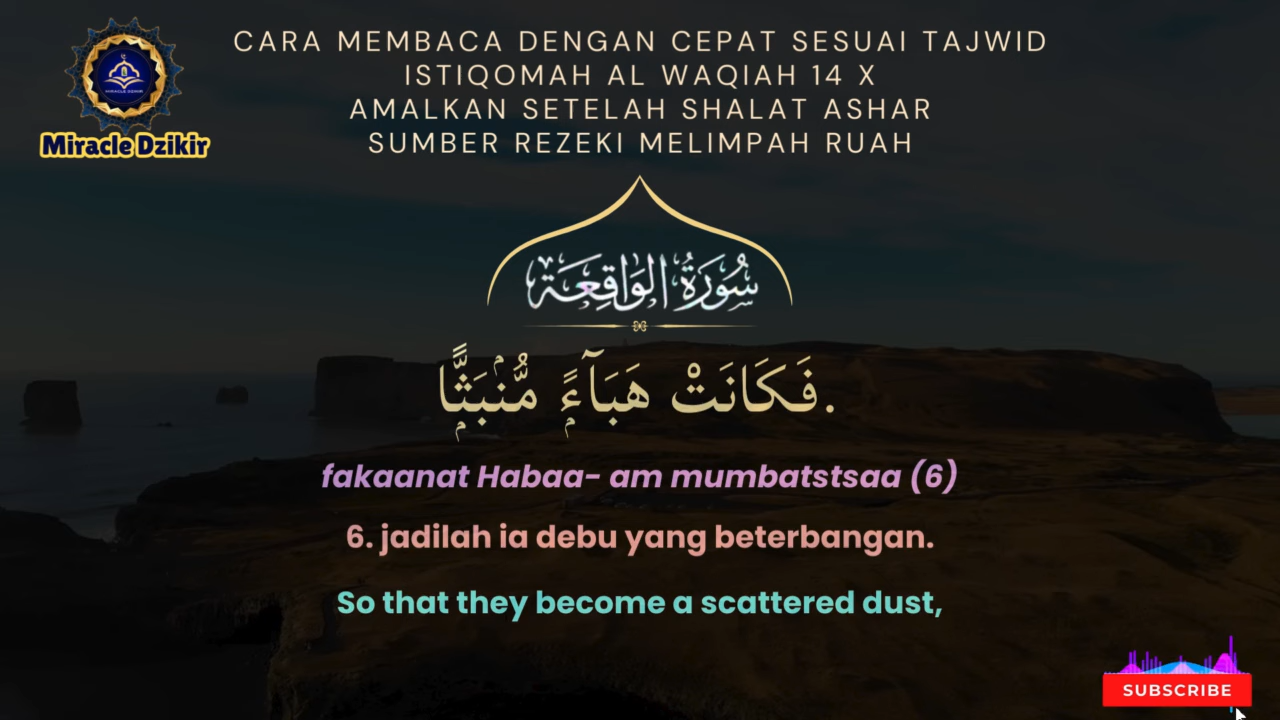 CARA MEMBACA DENGAN CEPAT SESUAI TAJWID
ISTIQOMAH AL WAQIAH 14 X
AMALKAN SETELAH SHALAT ASHAR
SUMBER REZEKI MELIMPAH RUAH
MIRACLE DZIKIR
Miracle Dzikir
سُورَةُ الوَاقِعَة
فَكَانَتْ هَبَآءً مُّنۢبَثًّا.
fakaanat Habaa- am mumbatstsaa (6)
6. jadilah ia debu yang beterbangan.
So that they become a scattered dust,
SUBSCRIBE